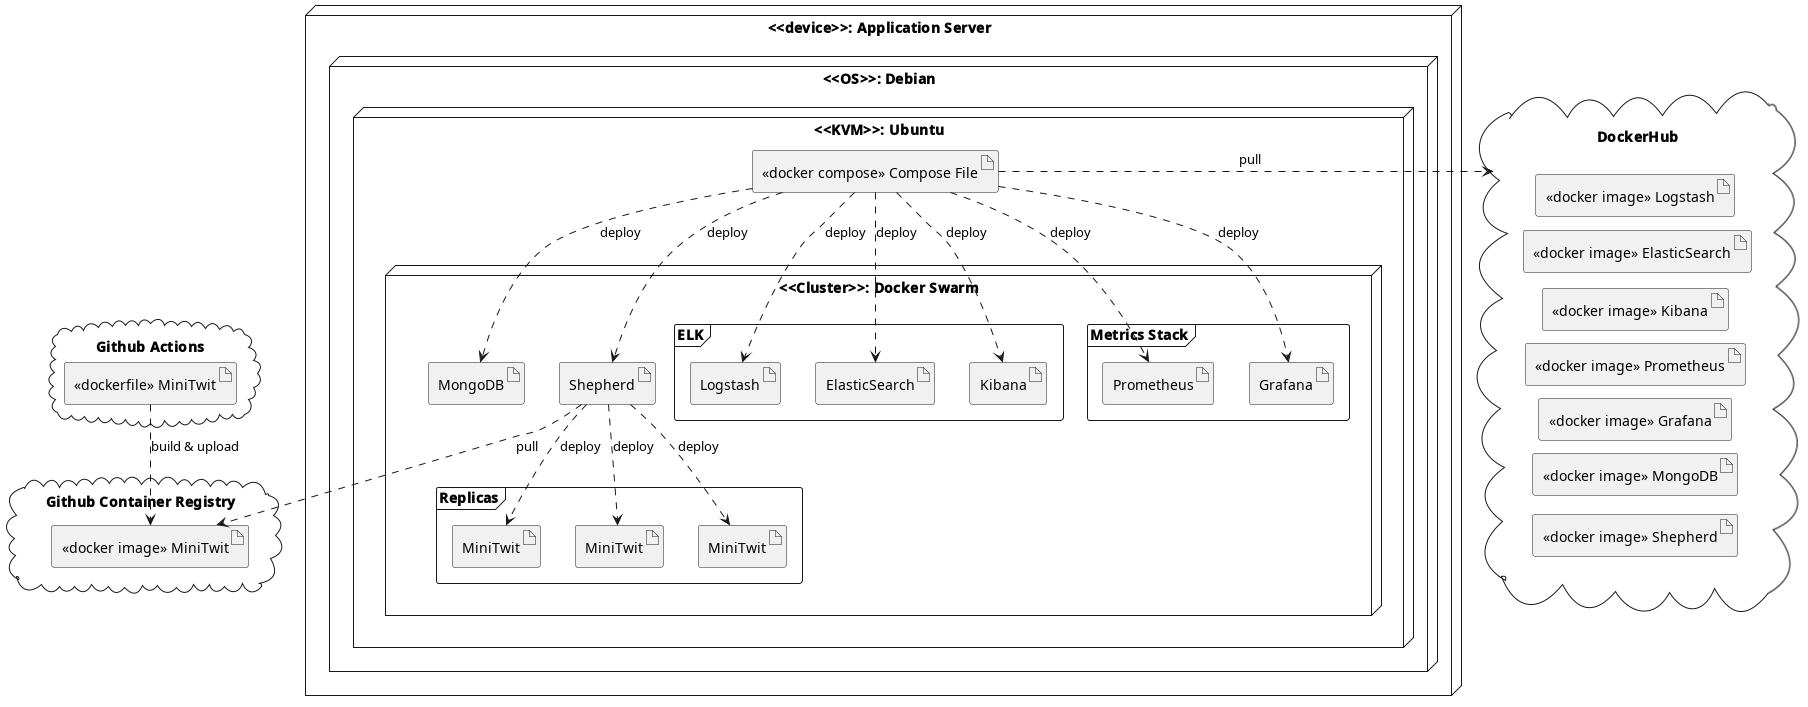 <<device>>: Application Server
<<OS>>: Debian
<<KVM>>: Ubuntu
«docker compose» Compose File
pull
deploy
deploy
deploy
deploy
deploy
deploy
deploy
<<Cluster>>: Docker Swarm
MongoDB
Shepherd
ELK
Logstash
ElasticSearch
Kibana
Metrics Stack
Prometheus
Grafana
pull
deploy
deploy
deploy
Replicas
MiniTwit
MiniTwit
MiniTwit
Github Actions
«dockerfile» MiniTwit
build & upload
Github Container Registry
«docker image» MiniTwit
DockerHub
«docker image» Logstash
«docker image» ElasticSearch
«docker image» Kibana
«docker image» Prometheus
«docker image» Grafana
«docker image» MongoDB
«docker image» Shepherd